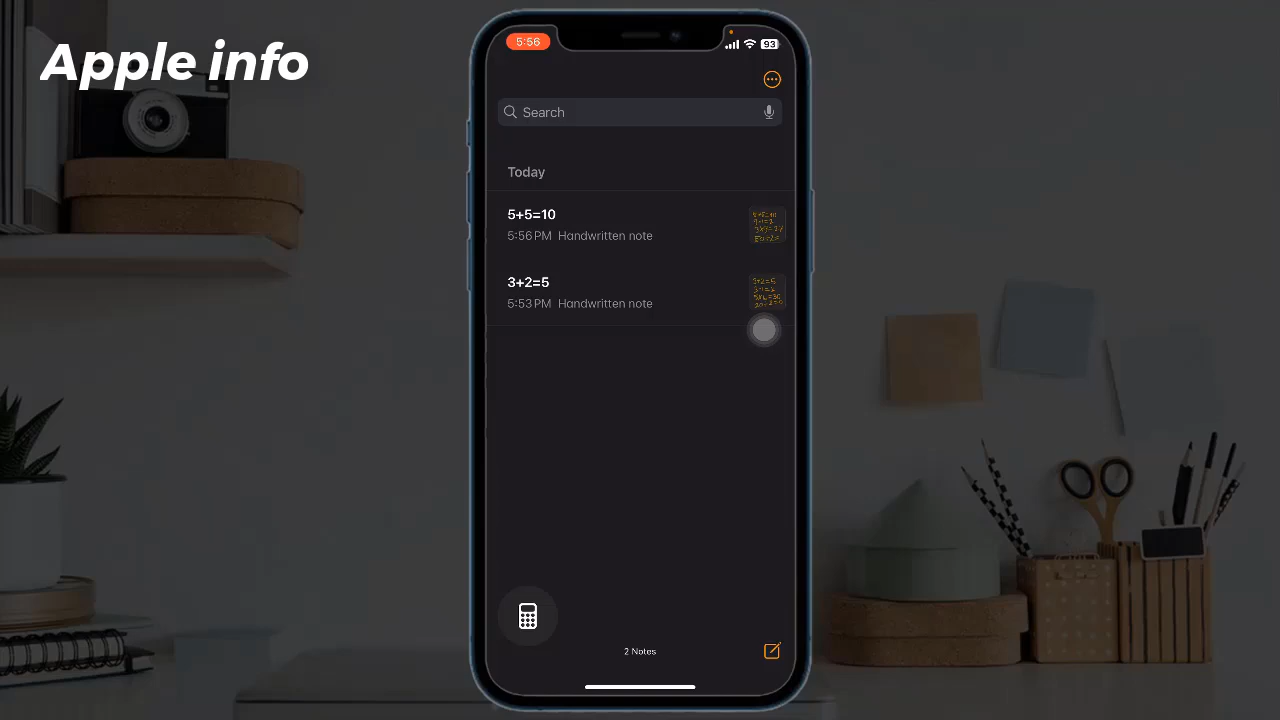 Apple info
5:56
93
Search
Today
5+5=10
5:56 PM Handwritten note
3+2=5
5:53 PM Handwritten note
2 Notes